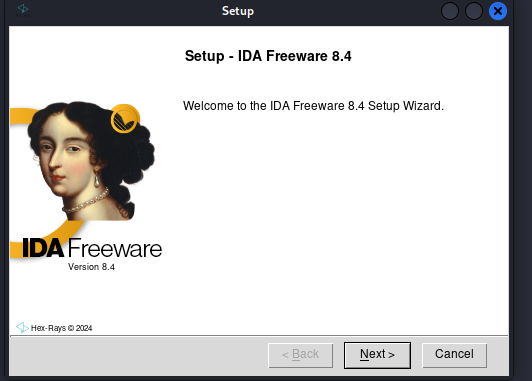 Setup
Setup - IDA Freeware 8.4
Welcome to the IDA Freeware 8.4 Setup Wizard.
IDA Freeware
Version 8.4
Hex-Rays © 2024
< Back
Next >
Cancel